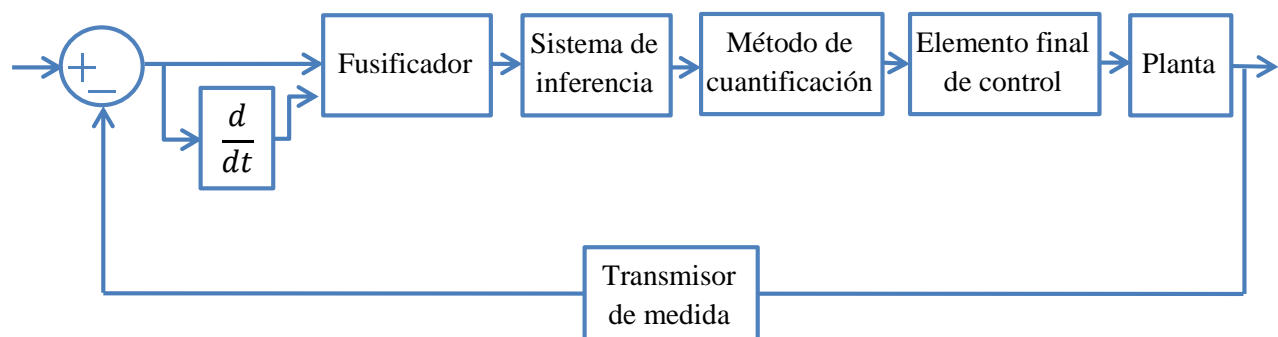 +
−
d
dt
Fusificador
Sistema de
inferencia
Método de
cuantificación
Elemento final
de control
Planta
Transmisor
de medida